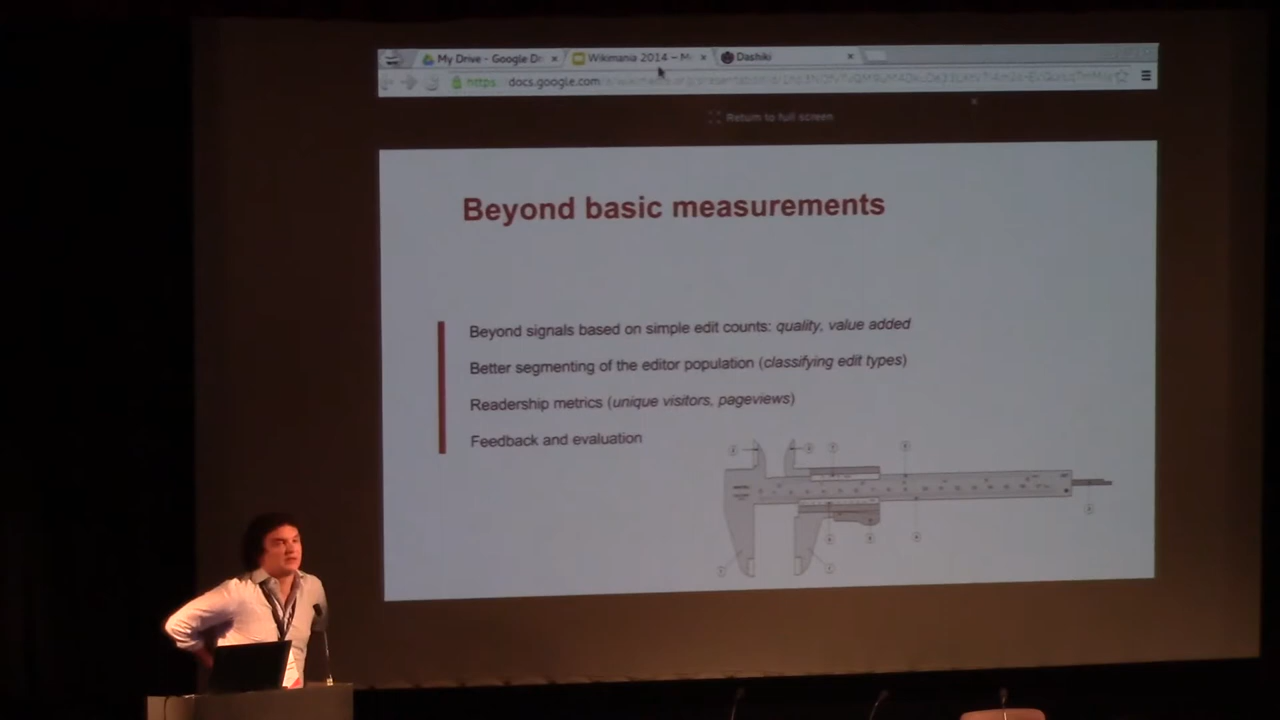 My Drive - Google Dr
Wikimania 2014 – M
Dashiki
https
docs.google.com
Return to full screen
Beyond basic measurements
Beyond signals based on simple edit counts: quality, value added
Better segmenting of the editor population (classifying edit types)
Readership metrics (unique visitors, pageviews)
Feedback and evaluation